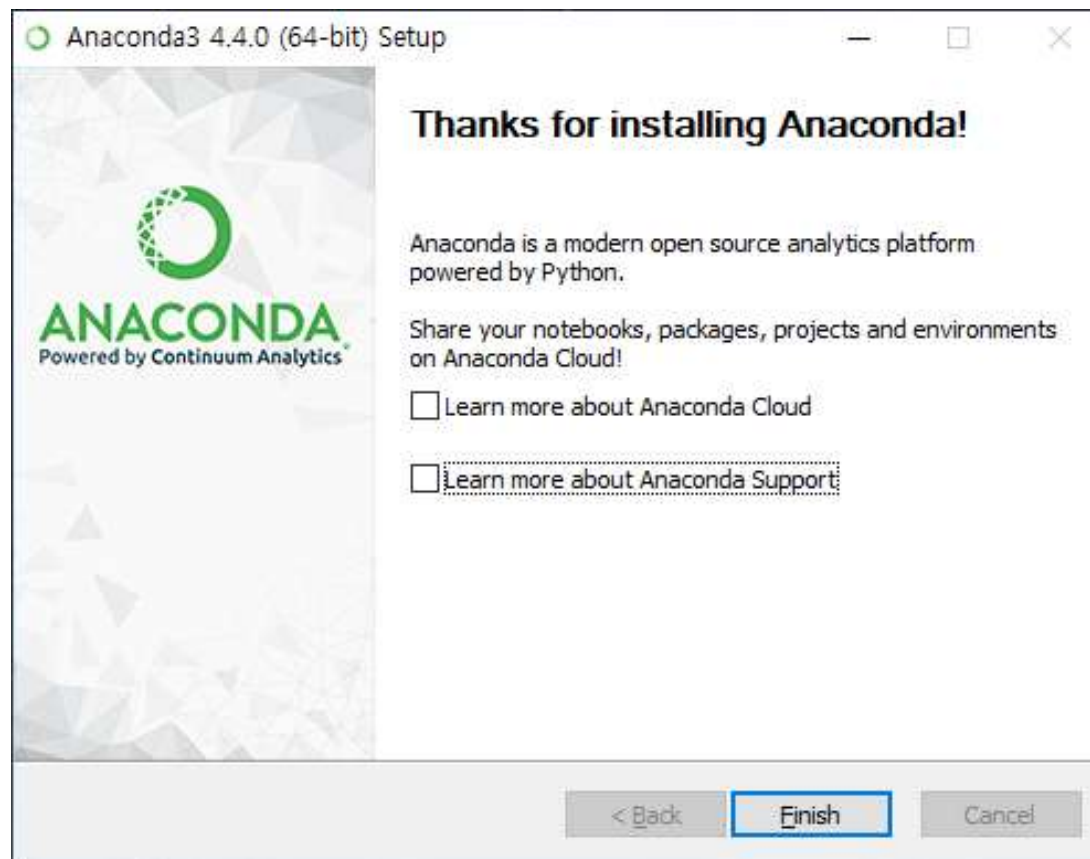 Anaconda3 4.4.0 (64-bit) Setup
Thanks for installing Anaconda!
Anaconda is a modern open source analytics platform
powered by Python.
ANACONDA
Powered by Continuum Analytics
Share your notebooks, packages, projects and environments
on Anaconda Cloud!
Learn more about Anaconda Cloud
Learn more about Anaconda Support
< Back
Finish
Cancel